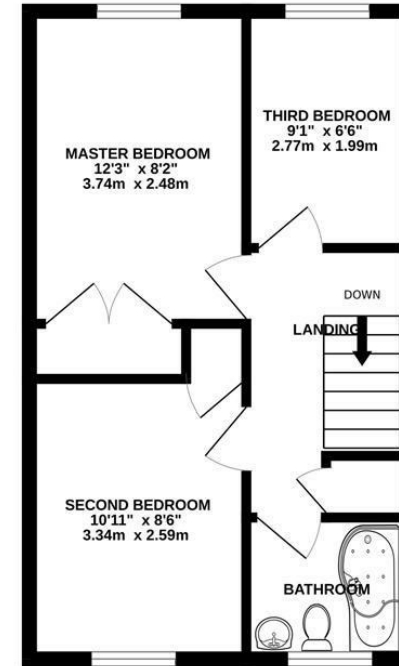 MASTER BEDROOM
12'3" x 8'2"
3.74m x 2.48m
THIRD BEDROOM
9'1" x 6'6"
2.77m x 1.99m
DOWN
LANDING
SECOND BEDROOM
10'11" x 8'6"
3.34m x 2.59m
BATHROOM